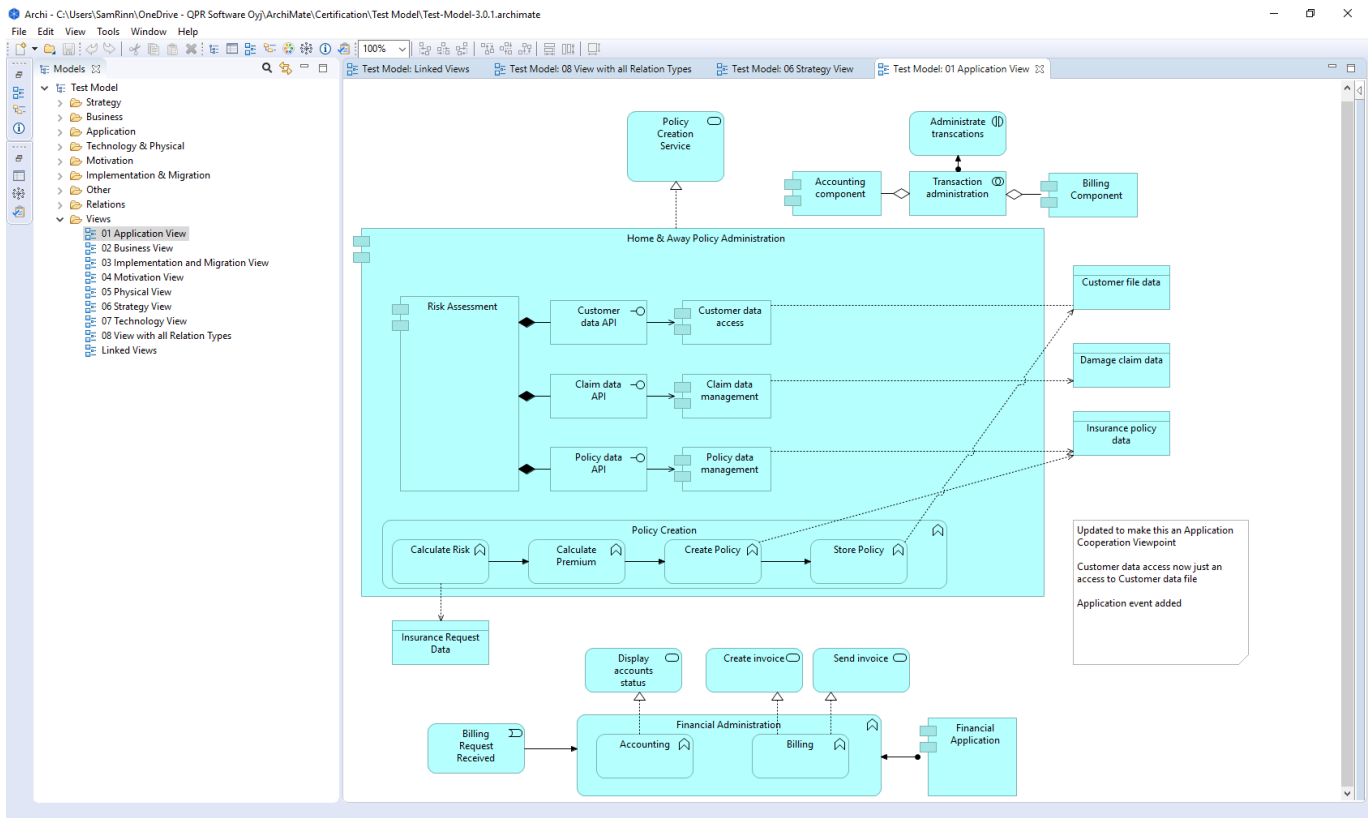 Archi - C:\Users\SamRinn\OneDrive - QPR Software Oyj\ArchiMate\Certification\Test Model\Test-Model-3.0.1.archimate
File Edit View Tools Window Help
100%
Models
Test Model: Linked Views
Test Model: 08 View with all Relation Types
Test Model: 06 Strategy View
Test Model: 01 Application View
Test Model
Strategy
Business
Application
Technology & Physical
Motivation
Implementation & Migration
Other
Relations
Views
01 Application View
02 Business View
03 Implementation and Migration View
04 Motivation View
05 Physical View
06 Strategy View
07 Technology View
08 View with all Relation Types
Linked Views
Policy
Creation
Service
Administrate
transcations
Accounting
component
Transaction
administration
Billing
Component
Home & Away Policy Administration
Risk Assessment
Customer
data API
Customer data
access
Claim data
API
Claim data
management
Policy data
API
Policy data
management
Customer file data
Damage claim data
Insurance policy
data
Policy Creation
Calculate Risk
Calculate
Premium
Create Policy
Store Policy
Updated to make this an Application
Cooperation Viewpoint
Customer data access now just an
access to Customer data file
Application event added
Insurance Request
Data
Display
accounts
status
Create invoice
Send invoice
Billing
Request
Received
Financial Administration
Accounting
Billing
Financial
Application